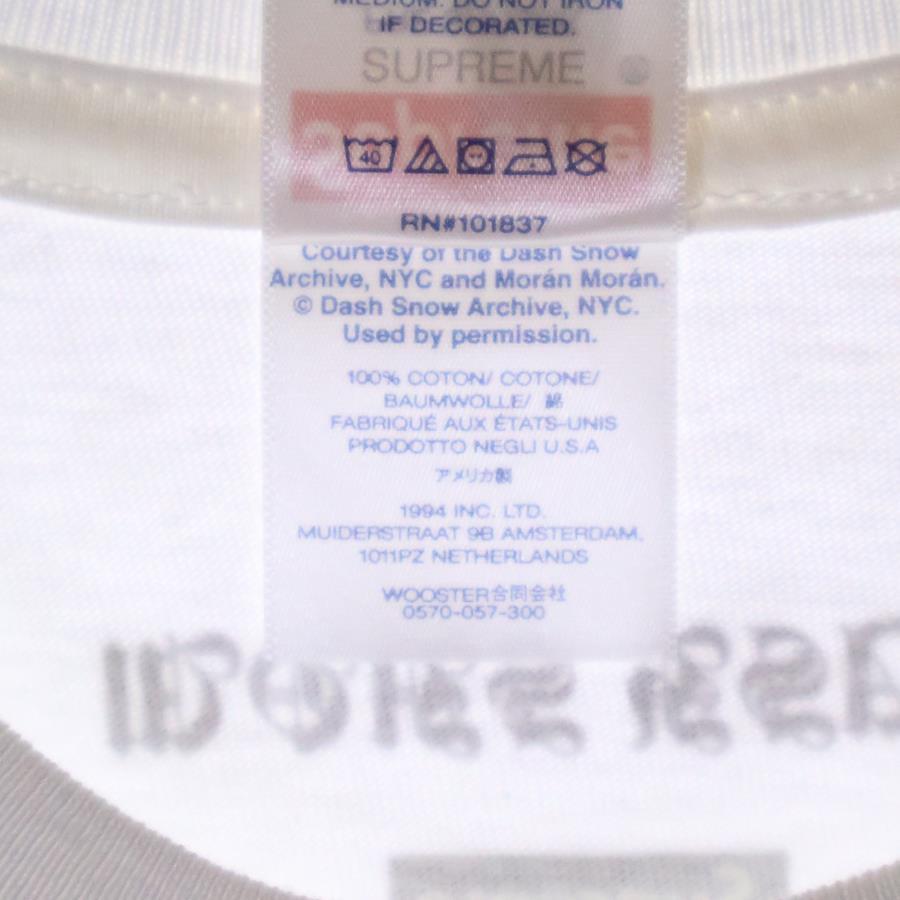 MEDIUM. DO NOT IRON
IF DECORATED.
SUPREME
40
RN#101837
Courtesy of the Dash Snow
Archive, NYC and Morán Morán.
© Dash Snow Archive, NYC.
Used by permission.
100% COTON/ COTONE/
BAUMWOLLE/ 綿
FABRIQUÉ AUX ÉTATS-UNIS
PRODOTTO NEGLI U.S.A
アメリカ製
1994 INC. LTD.
MUIDERSTRAAT 9B AMSTERDAM,
1011PZ NETHERLANDS
WOOSTER合同会社
0570-057-300